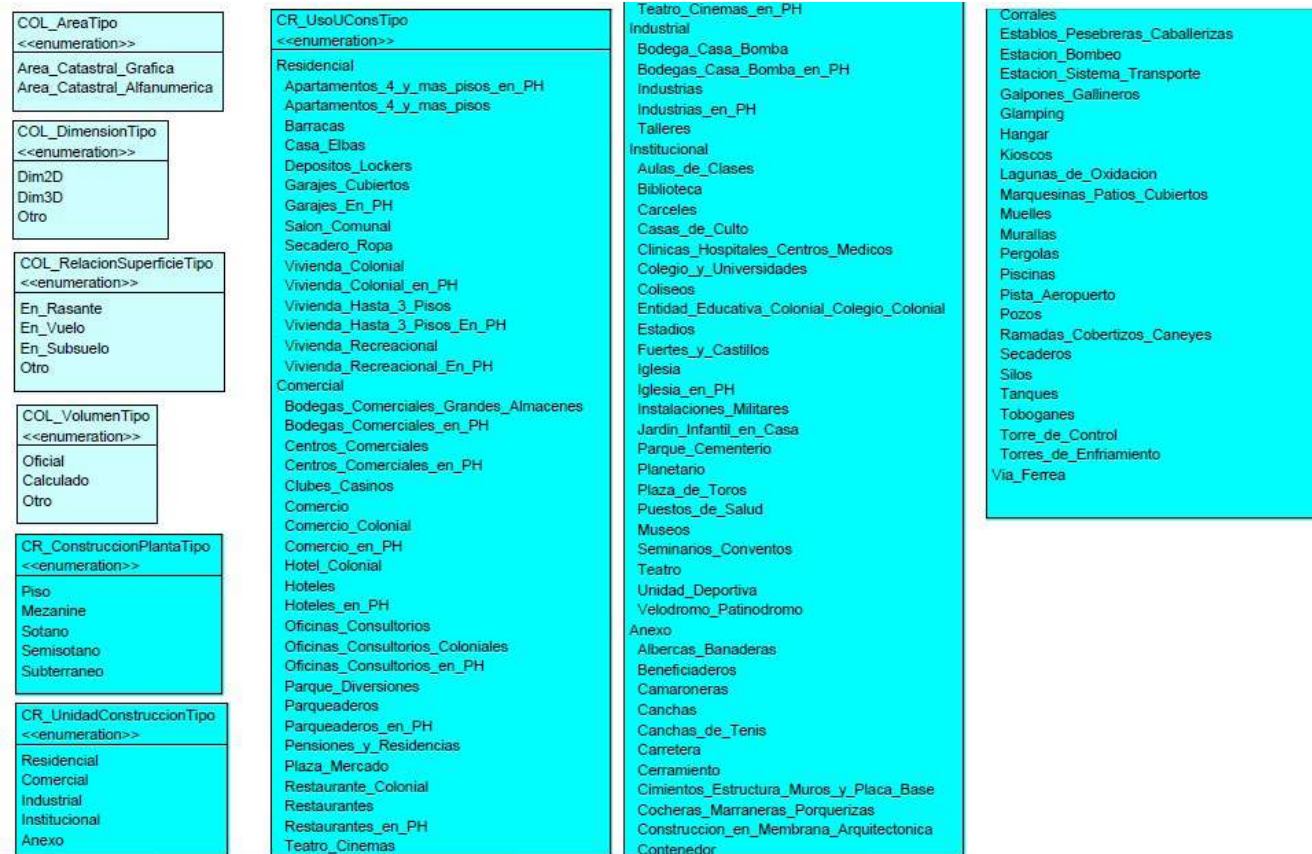 COL_AreaTipo
<<enumeration>>
Area_Catastral_Grafica
Area_Catastral_Alfanumerica
COL_DimensionTipo
<<enumeration>>
Dim2D
Dim3D
Otro
COL_RelacionSuperficieTipo
<<enumeration>>
En_Rasante
En_Vuelo
En_Subsuelo
Otro
COL_VolumenTipo
<<enumeration>>
Oficial
Calculado
Otro
CR_ConstruccionPlantaTipo
<<enumeration>>
Piso
Mezanine
Sotano
Semisotano
Subterraneo
CR_UnidadConstruccionTipo
<<enumeration>>
Residencial
Comercial
Industrial
Institucional
Anexo
CR_UsoUConsTipo
<<enumeration>>
Residencial
Apartamentos_4_y_mas_pisos_en_PH
Apartamentos_4_y_mas_pisos
Barracas
Casa_Elbas
Depositos_Lockers
Garajes_Cubiertos
Garajes_En_PH
Salon_Comunal
Secadero_Ropa
Vivienda_Colonial
Vivienda_Colonial_en_PH
Vivienda_Hasta_3_Pisos
Vivienda_Hasta_3_Pisos_En_PH
Vivienda_Recreacional
Vivienda_Recreacional_En_PH
Comercial
Bodegas_Comerciales_Grandes_Almacenes
Bodegas_Comerciales_en_PH
Centros_Comerciales
Centros_Comerciales_en_PH
Clubes_Casinos
Comercio
Comercio_Colonial
Comercio_en_PH
Hotel_Colonial
Hoteles
Hoteles_en_PH
Oficinas_Consultorios
Oficinas_Consultorios_Coloniales
Oficinas_Consultorios_en_PH
Parque_Diversiones
Parqueaderos
Parqueaderos_en_PH
Pensiones_y_Residencias
Plaza_Mercado
Restaurante_Colonial
Restaurantes
Restaurantes_en_PH
Teatro_Cinemas
Teatro_Cinemas_en_PH
Industrial
Bodega_Casa_Bomba
Bodegas_Casa_Bomba_en_PH
Industrias
Industrias_en_PH
Talleres
Institucional
Aulas_de_Clases
Biblioteca
Carceles
Casas_de_Culto
Clinicas_Hospitales_Centros_Medicos
Colegio_y_Universidades
Coliseos
Entidad_Educativa_Colonial_Colegio_Colonial
Estadios
Fuertes_y_Castillos
Iglesia
Iglesia_en_PH
Instalaciones_Militares
Jardin_Infantil_en_Casa
Parque_Cementerio
Planetario
Plaza_de_Toros
Puestos_de_Salud
Museos
Seminarios_Conventos
Teatro
Unidad_Deportiva
Velodromo_Patinodromo
Anexo
Albercas_Banaderas
Beneficiaderos
Camaroneras
Canchas
Canchas_de_Tenis
Carretera
Cerramiento
Cimientos_Estructura_Muros_y_Placa_Base
Cocheras_Marraneras_Porquerizas
Construccion_en_Membrana_Arquitectonica
Contenedor
Corrales
Establos_Pesebreras_Caballerizas
Estacion_Bombeo
Estacion_Sistema_Transporte
Galpones_Gallineros
Glamping
Hangar
Kioscos
Lagunas_de_Oxidacion
Marquesinas_Patios_Cubiertos
Muelles
Murallas
Pergolas
Piscinas
Pista_Aeropuerto
Pozos
Ramadas_Cobertizos_Caneyes
Secaderos
Silos
Tanques
Toboganes
Torre_de_Control
Torres_de_Enfriamiento
Via_Ferrea